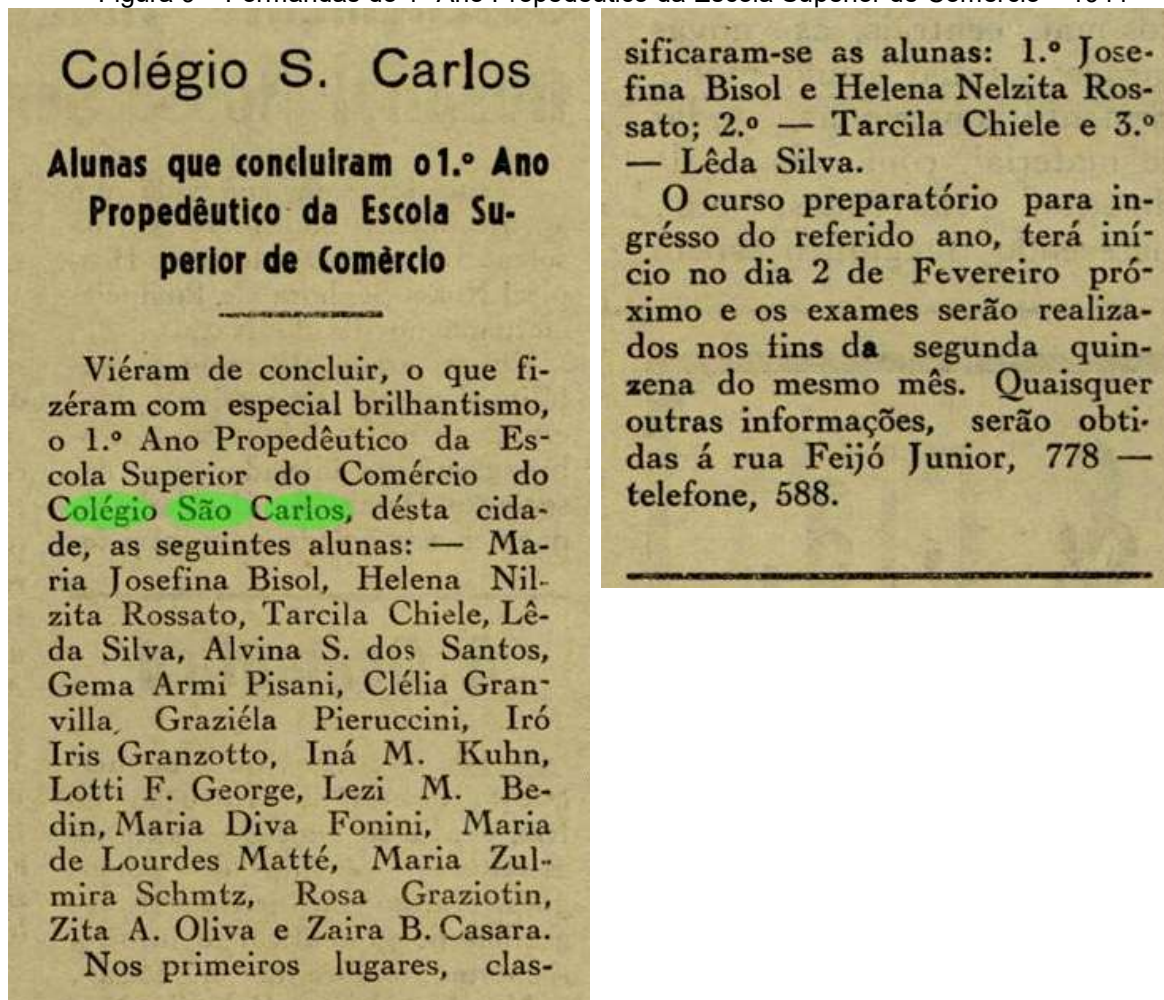 Colégio S. Carlos
Alunas que concluiram o 1.º Ano
Propedêutico da Escola Su-
perior de Comèrcio
Viéram de concluir, o que fi-
zéram com especial brilhantismo,
o 1.º Ano Propedêutico da Es-
cola Superior do Comércio do
Colégio São Carlos, désta cida-
de, as seguintes alunas: — Ma-
ria Josefina Bisol, Helena Nil-
zita Rossato, Tarcila Chiele, Lê-
da Silva, Alvina S. dos Santos,
Gema Armi Pisani, Clélia Gran-
villa, Graziéla Pieruccini, Iró
Iris Granzotto, Iná M. Kuhn,
Lotti F. George, Lezi M. Be-
din, Maria Diva Fonini, Maria
de Lourdes Matté, Maria Zul-
mira Schmtz, Rosa Graziotin,
Zita A. Oliva e Zaira B. Casara.
Nos primeiros lugares, clas-
sificaram-se as alunas: 1.º Jose-
fina Bisol e Helena Nelzita Ros-
sato; 2.º — Tarcila Chiele e 3.º
— Lêda Silva.
O curso preparatório para in-
grésso do referido ano, terá iní-
cio no dia 2 de Fevereiro pró-
ximo e os exames serão realiza-
dos nos fins da segunda quin-
zena do mesmo mês. Quaisquer
outras informações, serão obti-
das á rua Feijó Junior, 778 —
telefone, 588.